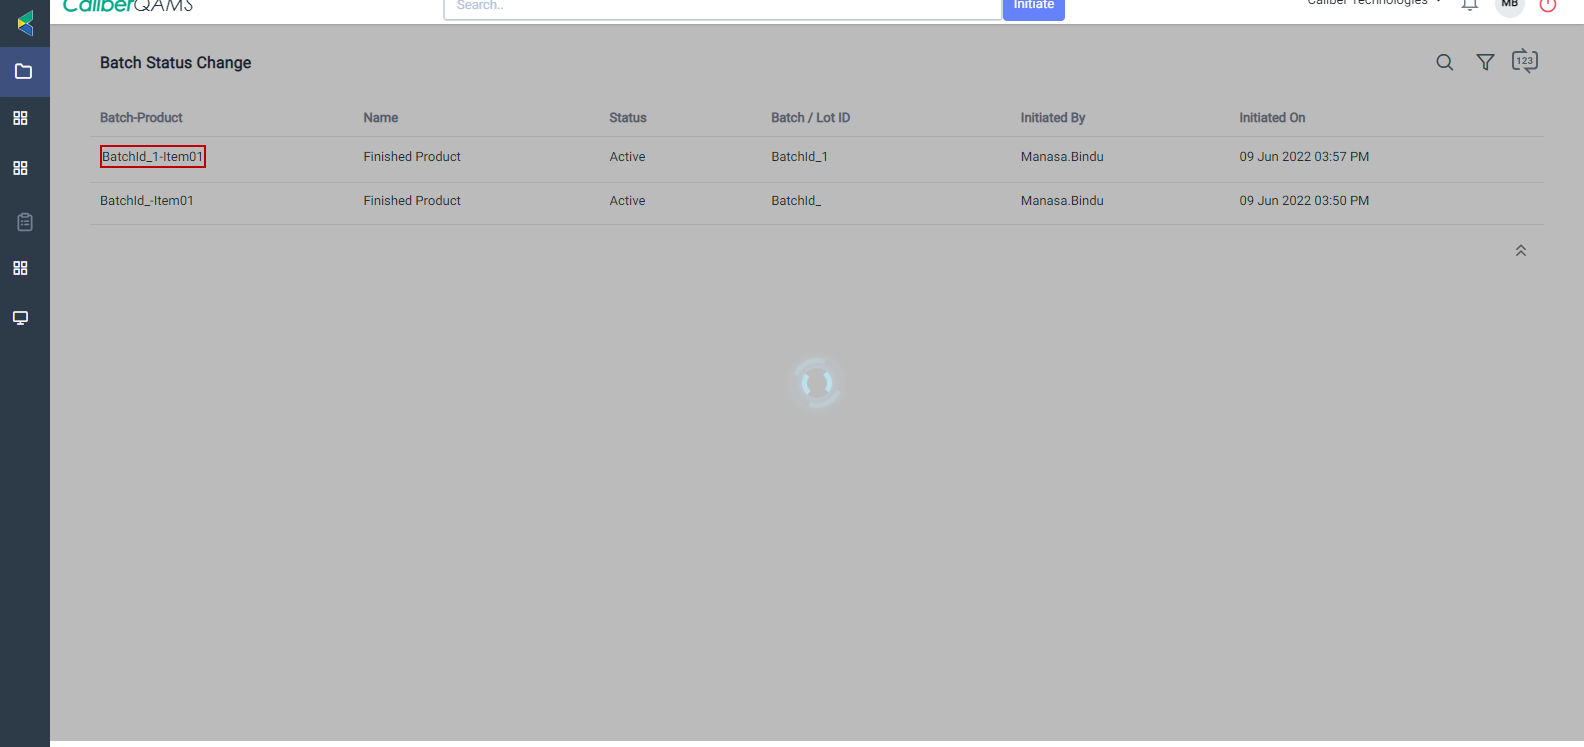 CaliberQAMS
Search..
Initiate
Caliber Technologies
MB
Batch Status Change
123
Batch-Product Name Status Batch / Lot ID Initiated By Initiated On
BatchId_1-Item01 Finished Product Active BatchId_1 Manasa.Bindu 09 Jun 2022 03:57 PM
BatchId_-Item01 Finished Product Active BatchId_ Manasa.Bindu 09 Jun 2022 03:50 PM